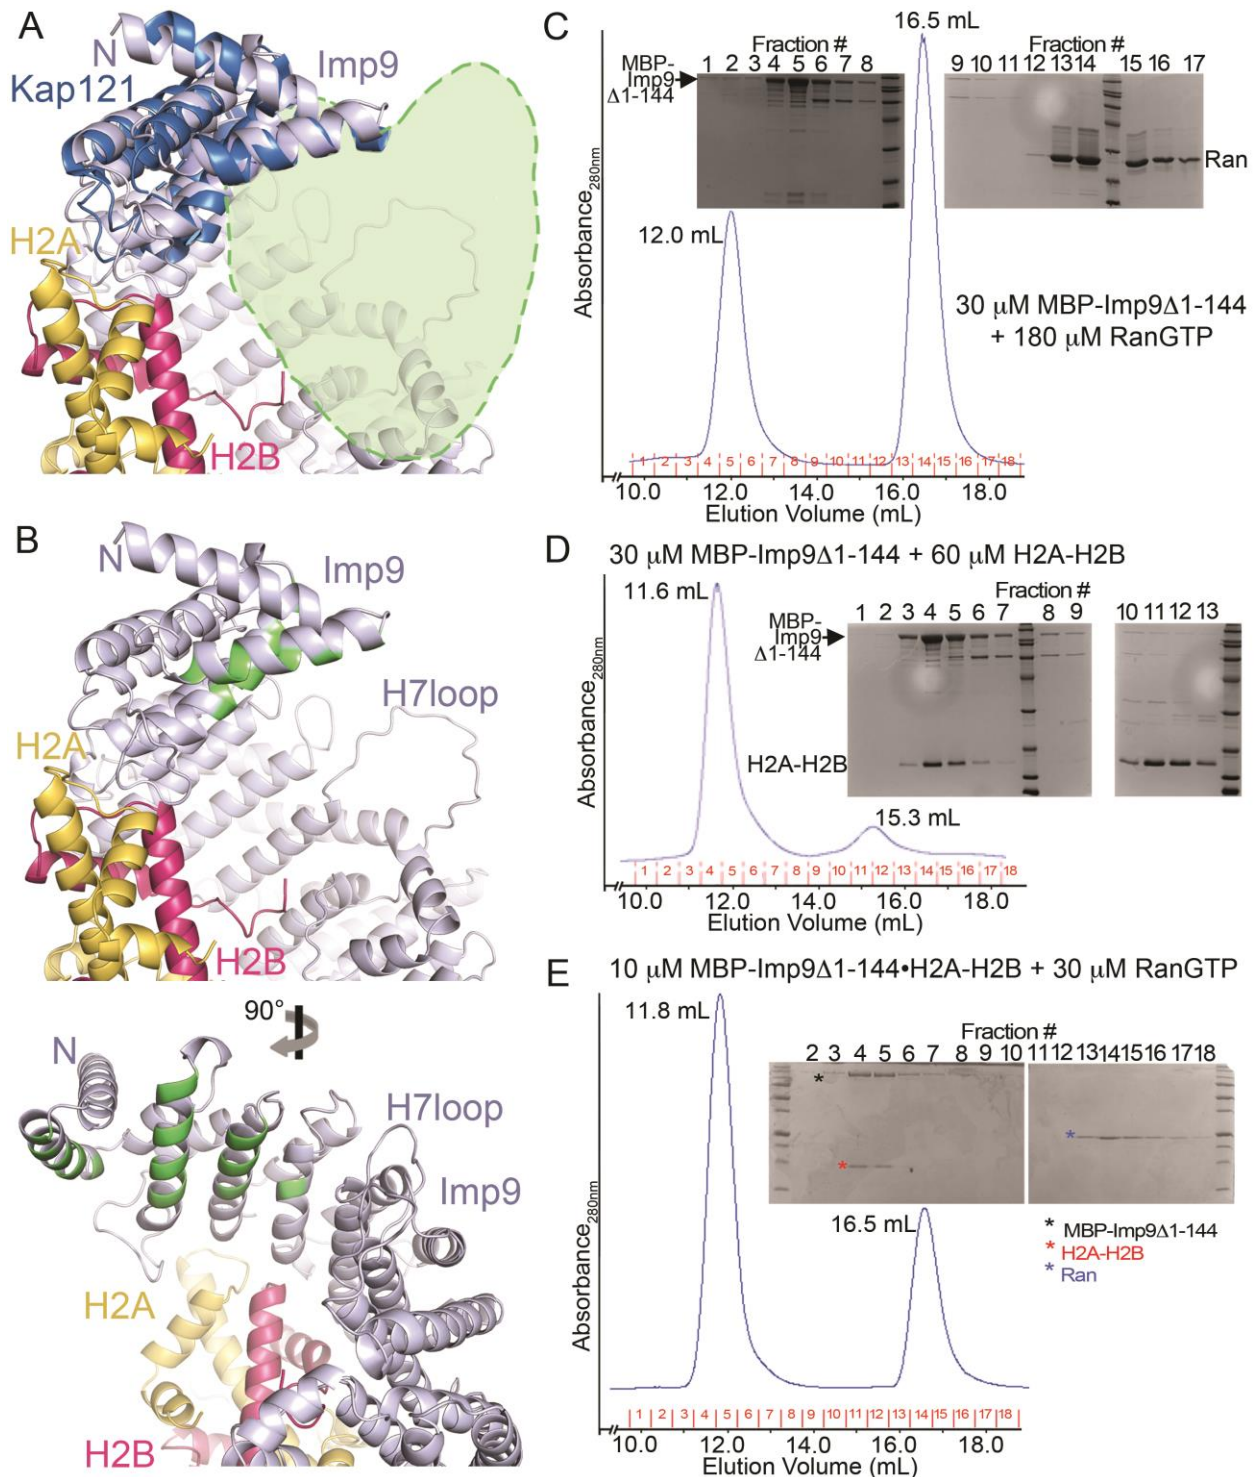 A
N
Imp9
Kap121
H2A
H2B
B
N
Imp9
H7loop
H2A
H2B
90°
N
H7loop
Imp9
H2A
H2B
C
16.5 mL
Fraction #
Fraction #
1 2 3 4 5 6 7 8
9 10 11 12 13 14 15 16 17
MBP-
Imp9
Δ1-144
Ran
12.0 mL
30 μM MBP-Imp9Δ1-144
+ 180 μM RanGTP
Absorbance280nm
1 2 3 4 5 6 7 8 9 10 11 12 13 14 15 16 17 18
10.0 12.0 14.0 16.0 18.0
Elution Volume (mL)
D
30 μM MBP-Imp9Δ1-144 + 60 μM H2A-H2B
11.6 mL
Fraction #
1 2 3 4 5 6 7 8 9
10 11 12 13
MBP-
Imp9
Δ1-144
H2A-H2B
15.3 mL
Absorbance280nm
1 2 3 4 5 6 7 8 9 10 11 12 13 14 15 16 17 18
10.0 12.0 14.0 16.0 18.0
Elution Volume (mL)
E
10 μM MBP-Imp9Δ1-144•H2A-H2B + 30 μM RanGTP
11.8 mL
Fraction #
2 3 4 5 6 7 8 9 10 11 12 13 14 15 16 17 18
*
*
*
16.5 mL
* MBP-Imp9Δ1-144
* H2A-H2B
* Ran
Absorbance280nm
1 2 3 4 5 6 7 8 9 10 11 12 13 14 15 16 17 18
10.0 12.0 14.0 16.0 18.0
Elution Volume (mL)